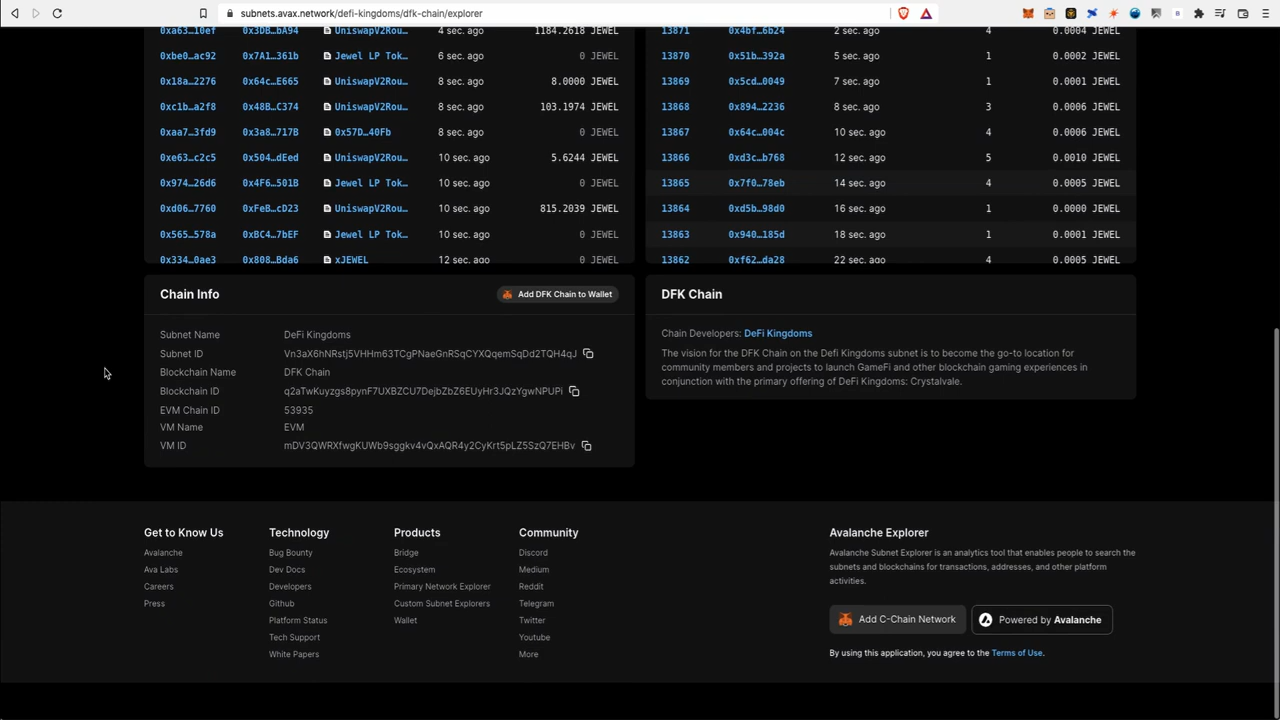 subnets.avax.network/defi-kingdoms/dfk-chain/explorer
0xa63…10ef 0x3DB…bA94 UniswapV2Rou… 4 sec. ago 1184.2618 JEWEL
0xbe0…ac92 0x7A1…361b Jewel LP Tok… 6 sec. ago 0 JEWEL
0x18a…2276 0x64c…E665 UniswapV2Rou… 8 sec. ago 8.0000 JEWEL
0xc1b…a2f8 0x48B…C374 UniswapV2Rou… 8 sec. ago 103.1974 JEWEL
0xaa7…3fd9 0x3a8…717B 0x57D…40Fb 8 sec. ago 0 JEWEL
0xe63…c2c5 0x504…dEed UniswapV2Rou… 10 sec. ago 5.6244 JEWEL
0x974…26d6 0x4F6…501B Jewel LP Tok… 10 sec. ago 0 JEWEL
0xd06…7760 0xFeB…cD23 UniswapV2Rou… 10 sec. ago 815.2039 JEWEL
0x565…578a 0xBC4…7bEF Jewel LP Tok… 10 sec. ago 0 JEWEL
0x334…0ae3 0x808…Bda6 xJEWEL 12 sec. ago 0 JEWEL
13871 0x4bf…6b24 2 sec. ago 4 0.0004 JEWEL
13870 0x51b…392a 5 sec. ago 1 0.0002 JEWEL
13869 0x5cd…0049 7 sec. ago 1 0.0001 JEWEL
13868 0x894…2236 8 sec. ago 3 0.0006 JEWEL
13867 0x64c…004c 10 sec. ago 4 0.0006 JEWEL
13866 0xd3c…b768 12 sec. ago 5 0.0010 JEWEL
13865 0x7f0…78eb 14 sec. ago 4 0.0005 JEWEL
13864 0xd5b…98d0 16 sec. ago 1 0.0000 JEWEL
13863 0x940…185d 18 sec. ago 1 0.0001 JEWEL
13862 0xf62…da28 22 sec. ago 4 0.0005 JEWEL
Chain Info
Add DFK Chain to Wallet
Subnet Name DeFi Kingdoms
Subnet ID Vn3aX6hNRstj5VHHm63TCgPNaeGnRSqCYXQqemSqDd2TQH4qJ
Blockchain Name DFK Chain
Blockchain ID q2aTwKuyzgs8pynF7UXBZCU7DejbZbZ6EUyHr3JQzYgwNPUPi
EVM Chain ID 53935
VM Name EVM
VM ID mDV3QWRXfwgKUWb9sggkv4vQxAQR4y2CyKrt5pLZ5SzQ7EHBv
DFK Chain
Chain Developers: DeFi Kingdoms
The vision for the DFK Chain on the Defi Kingdoms subnet is to become the go-to location for
community members and projects to launch GameFi and other blockchain gaming experiences in
conjunction with the primary offering of DeFi Kingdoms: Crystalvale.
Get to Know Us
Avalanche
Ava Labs
Careers
Press
Technology
Bug Bounty
Dev Docs
Developers
Github
Platform Status
Tech Support
White Papers
Products
Bridge
Ecosystem
Primary Network Explorer
Custom Subnet Explorers
Wallet
Community
Discord
Medium
Reddit
Telegram
Twitter
Youtube
More
Avalanche Explorer
Avalanche Subnet Explorer is an analytics tool that enables people to search the
subnets and blockchains for transactions, addresses, and other platform
activities.
Add C-Chain Network
Powered by Avalanche
By using this application, you agree to the Terms of Use.